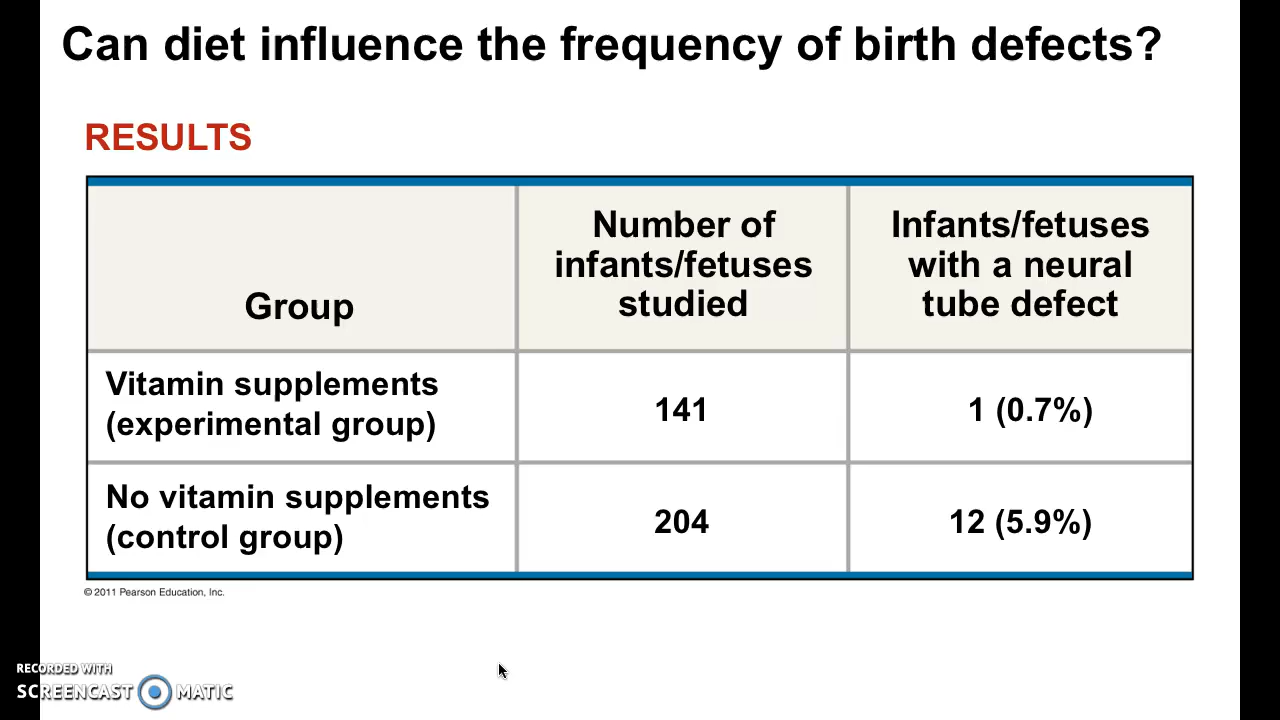 Can diet influence the frequency of birth defects?
RESULTS
Group
Number of
infants/fetuses
studied
Infants/fetuses
with a neural
tube defect
Vitamin supplements
(experimental group)
141
1 (0.7%)
No vitamin supplements
(control group)
204
12 (5.9%)
© 2011 Pearson Education, Inc.
RECORDED WITH
SCREENCAST MATIC